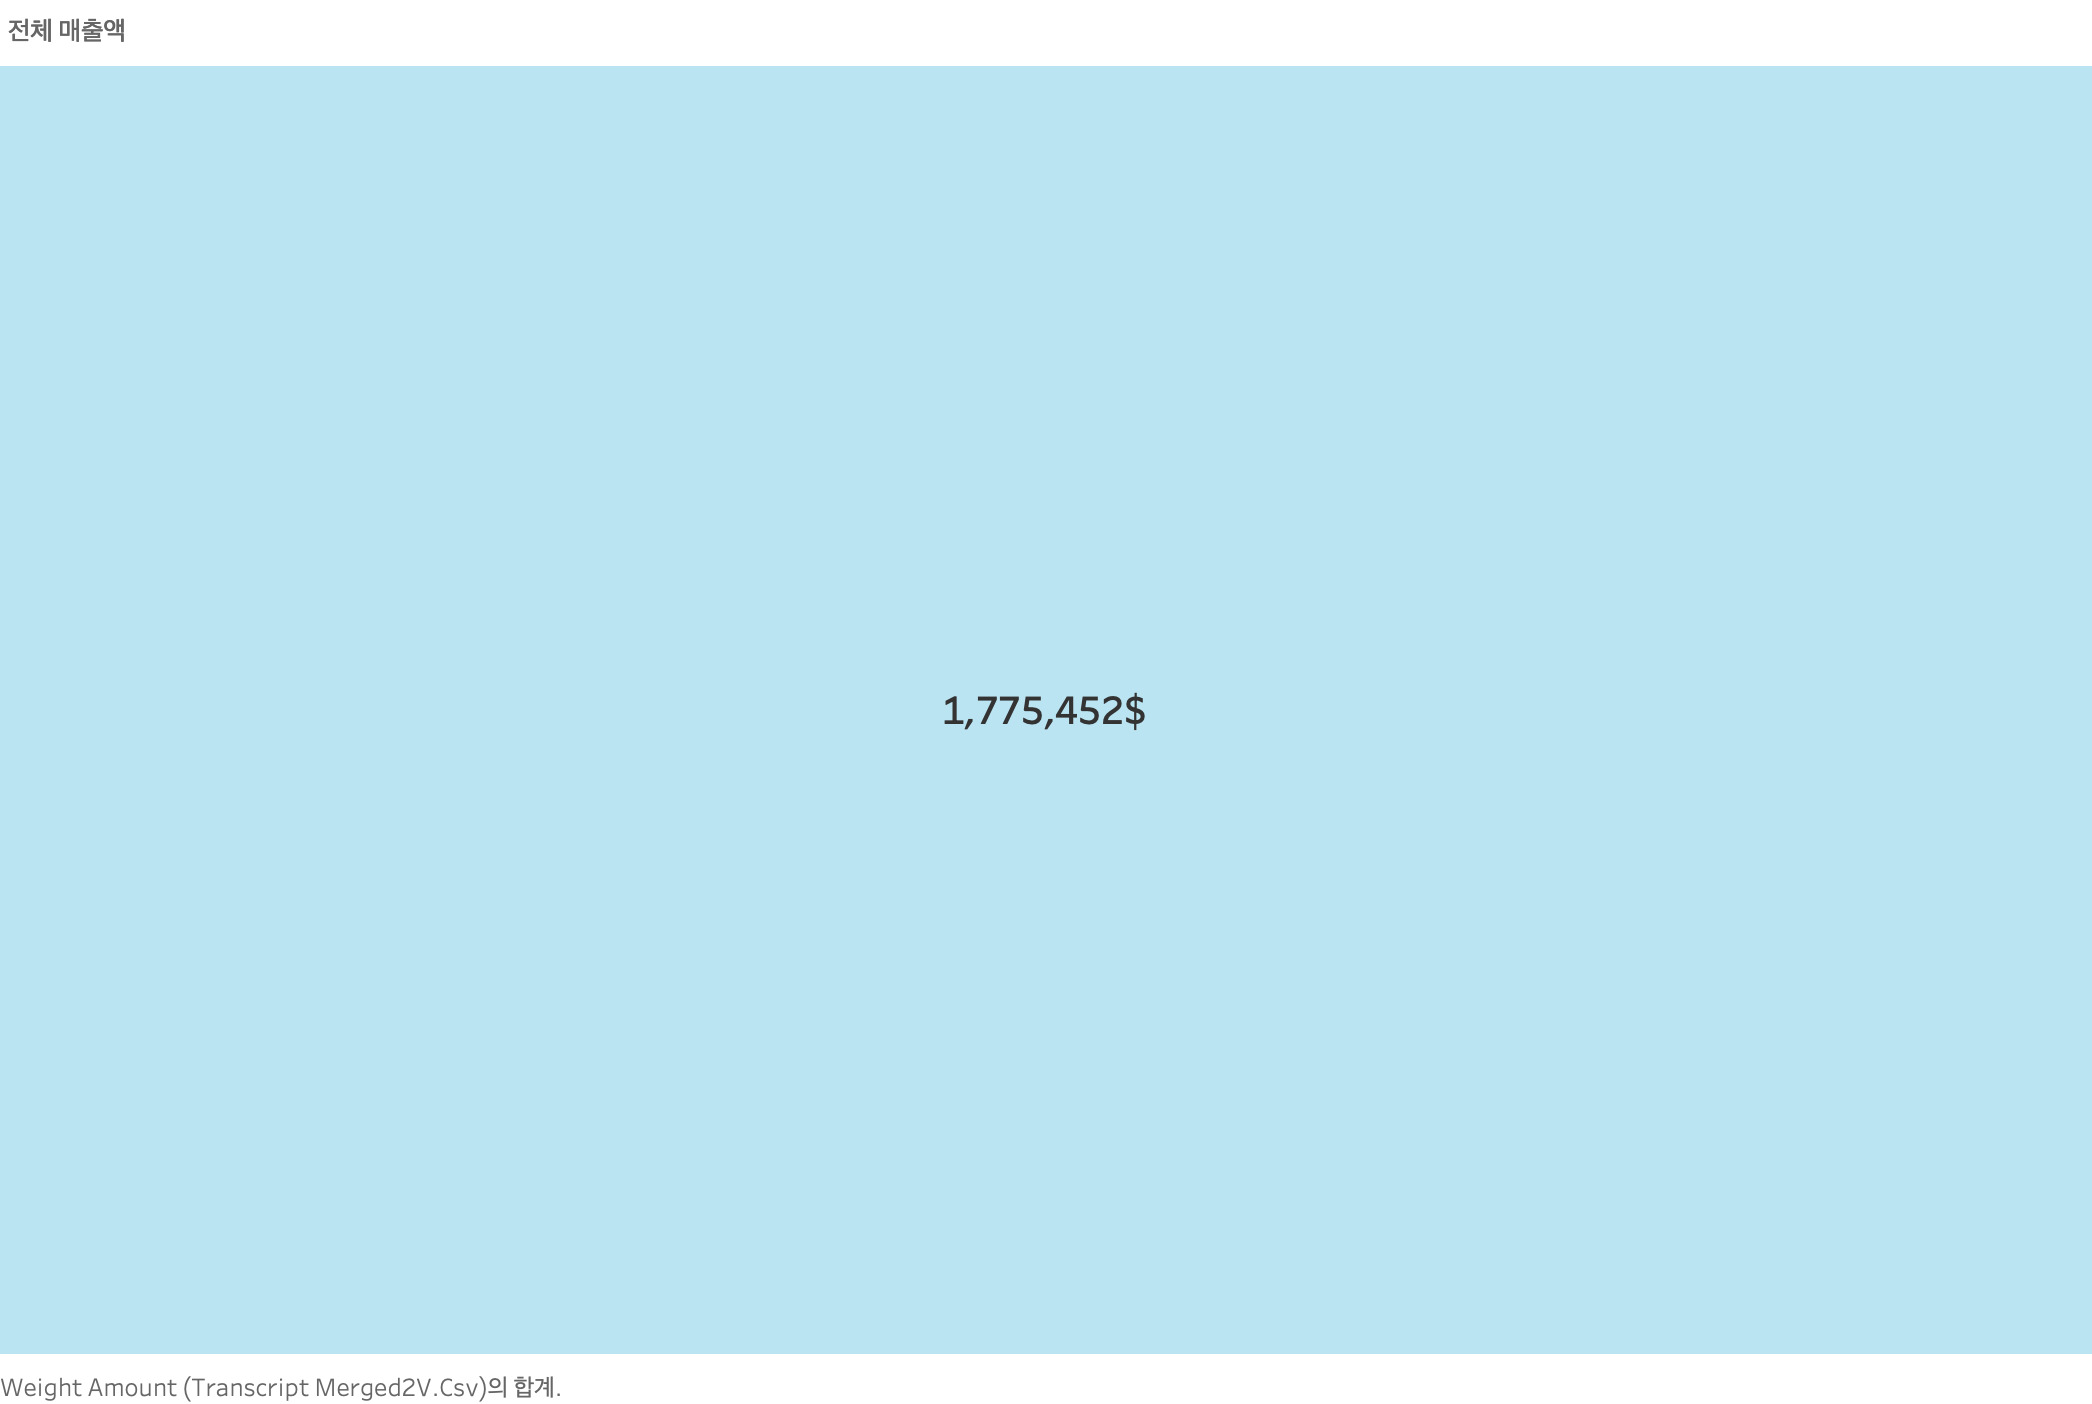 전체 매출액
1,775,452$
Weight Amount (Transcript Merged2V.Csv)의 합계.